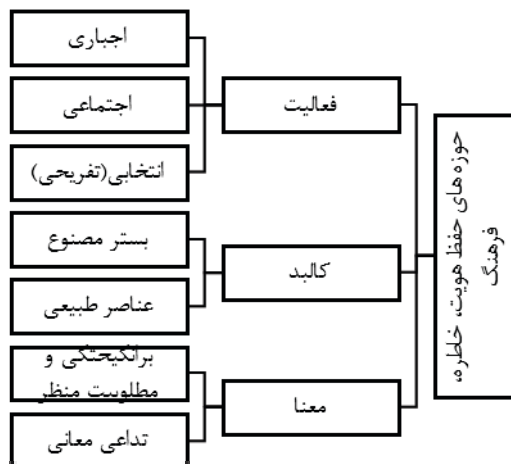 حوزه های حفظ هویت، خاطره،
فرهنگ
فعالیت
اجباری
اجتماعی
انتخابی(تفریحی)
کالبد
بستر مصنوع
عناصر طبیعی
معنا
برانگیختگی و
مطلوبیت منظر
تداعی معانی